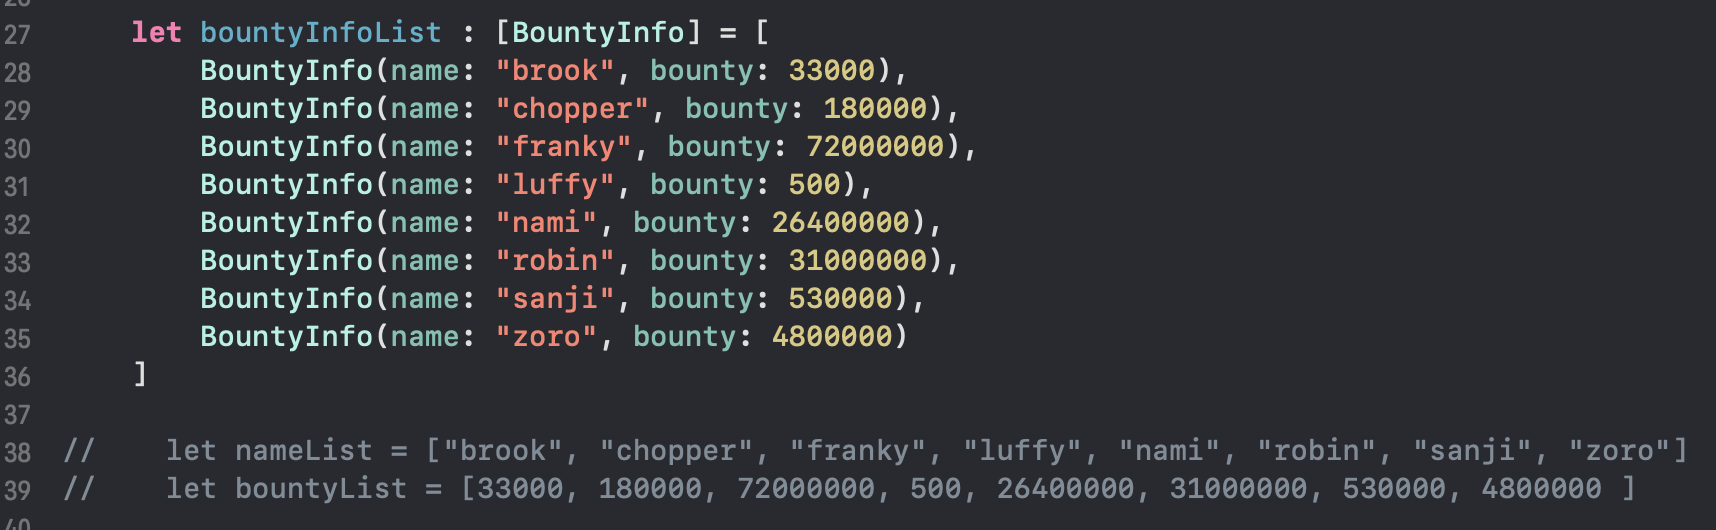 27 let bountyInfoList : [BountyInfo] = [
28 BountyInfo(name: "brook", bounty: 33000),
29 BountyInfo(name: "chopper", bounty: 180000),
30 BountyInfo(name: "franky", bounty: 72000000),
31 BountyInfo(name: "luffy", bounty: 500),
32 BountyInfo(name: "nami", bounty: 26400000),
33 BountyInfo(name: "robin", bounty: 31000000),
34 BountyInfo(name: "sanji", bounty: 530000),
35 BountyInfo(name: "zoro", bounty: 4800000)
36 ]
37
38 // let nameList = ["brook", "chopper", "franky", "luffy", "nami", "robin", "sanji", "zoro"]
39 // let bountyList = [33000, 180000, 72000000, 500, 26400000, 31000000, 530000, 4800000 ]
40